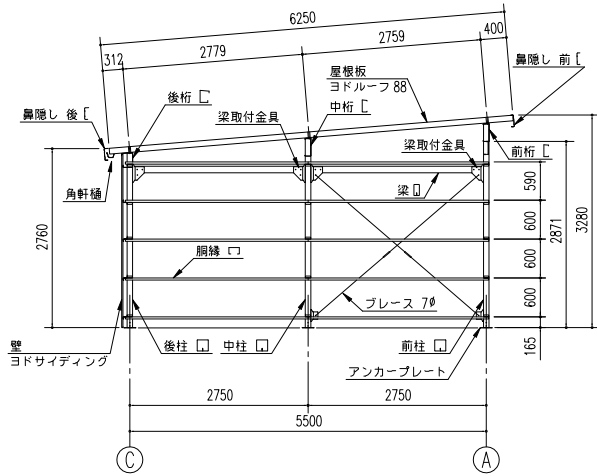 6250
312
2779
2759
400
屋根板
ヨドルーフ 88
鼻隠し 前
鼻隠し 後
後桁
梁取付金具
中桁
梁取付金具
前桁
角軒樋
梁
590
600
600
600
165
2871
3280
2760
胴縁
ブレース 7φ
壁
ヨドサイディング
後柱
中柱
前柱
アンカープレート
2750
2750
5500
C
A